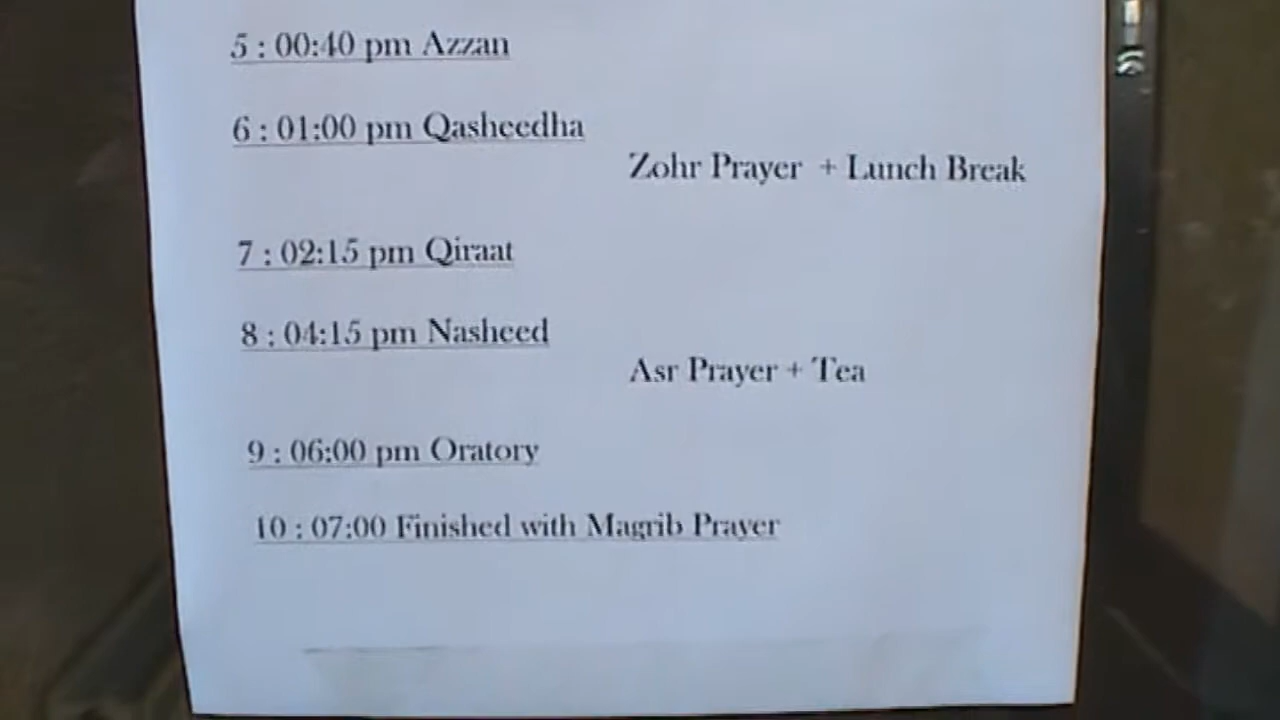 5 : 00:40 pm Azzan
6 : 01:00 pm Qasheedha
Zohr Prayer + Lunch Break
7 : 02:15 pm Qiraat
8 : 04:15 pm Nasheed
Asr Prayer + Tea
9 : 06:00 pm Oratory
10 : 07:00 Finished with Magrib Prayer